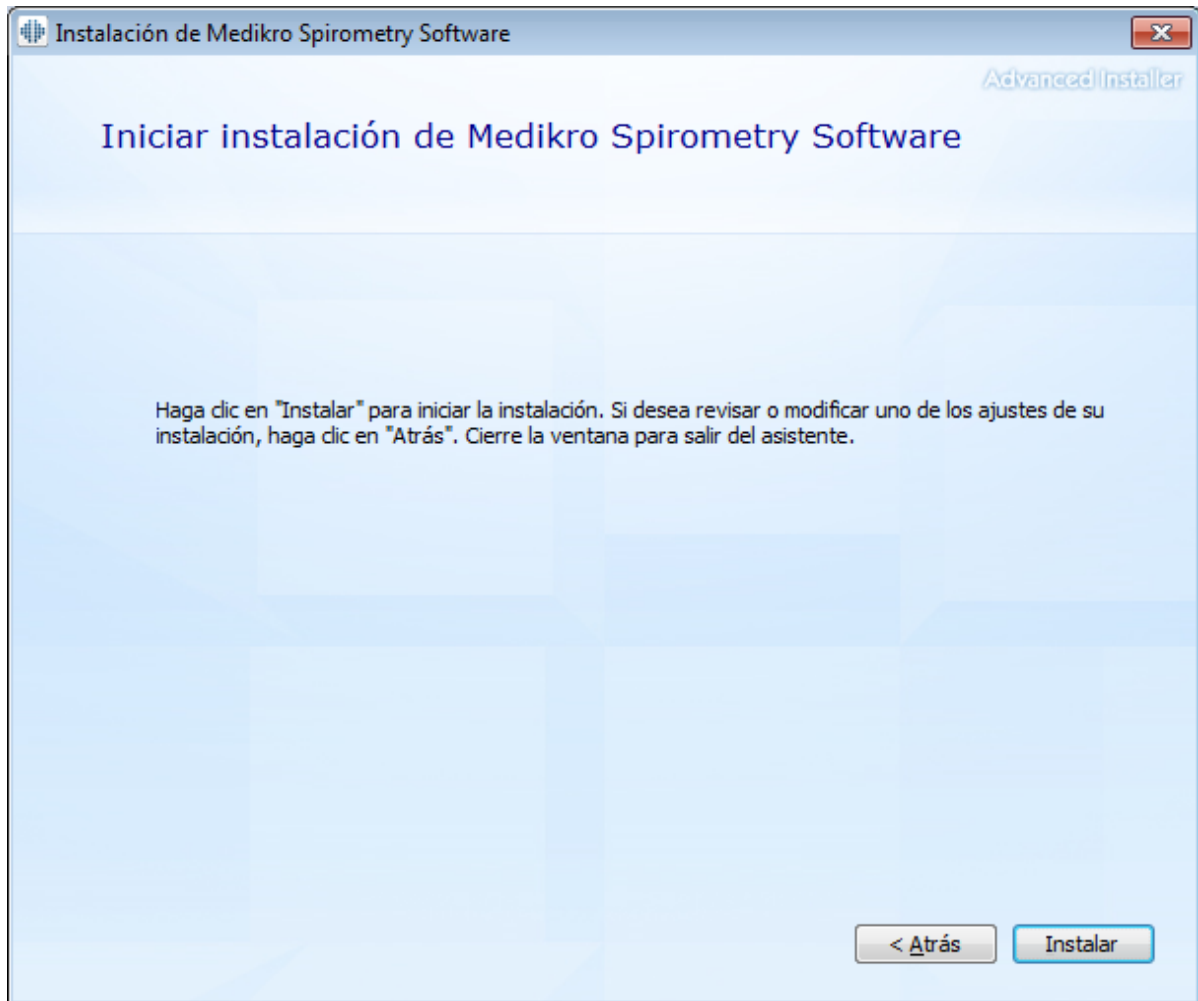 Instalación de Medikro Spirometry Software
Advanced Installer
Iniciar instalación de Medikro Spirometry Software
Haga clic en "Instalar" para iniciar la instalación. Si desea revisar o modificar uno de los ajustes de su
instalación, haga clic en "Atrás". Cierre la ventana para salir del asistente.
< Atrás
Instalar